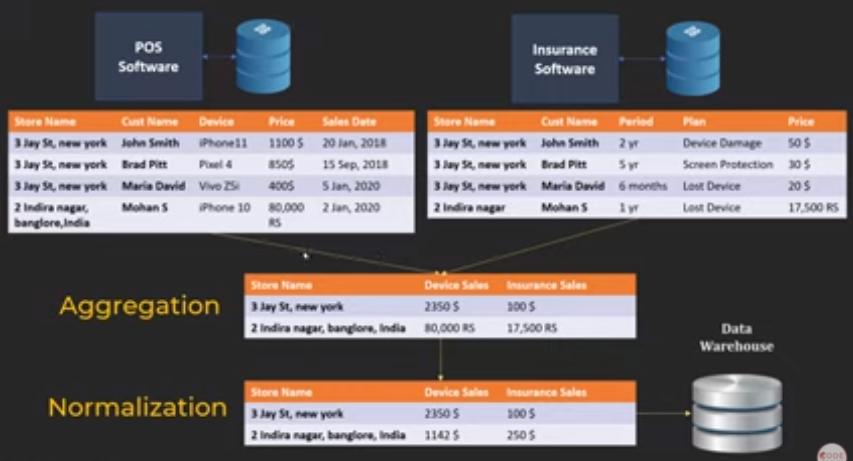 POS
Software
Insurance
Software
Store Name Cust Name Device Price Sales Date
3 Jay St, new york John Smith iPhone11 1100 $ 20 Jan, 2018
3 Jay St, new york Brad Pitt Pixel 4 850$ 15 Sep, 2018
3 Jay St, new york Maria David Vivo Z5i 400$ 5 Jan, 2020
2 Indira nagar, Mohan S iPhone 10 80,000 2 Jan, 2020
banglore,India RS
Store Name Cust Name Period Plan Price
3 Jay St, new york John Smith 2 yr Device Damage 50 $
3 Jay St, new york Brad Pitt 5 yr Screen Protection 30 $
3 Jay St, new york Maria David 6 months Lost Device 20 $
2 Indira nagar Mohan S 1 yr Lost Device 17,500 RS
Aggregation
Store Name Device Sales Insurance Sales
3 Jay St, new york 2350 $ 100 $
2 Indira nagar, banglore, India 80,000 RS 17,500 RS
Data
Warehouse
Normalization
Store Name Device Sales Insurance Sales
3 Jay St, new york 2350 $ 100 $
2 Indira nagar, banglore, India 1142 $ 250 $
CODE